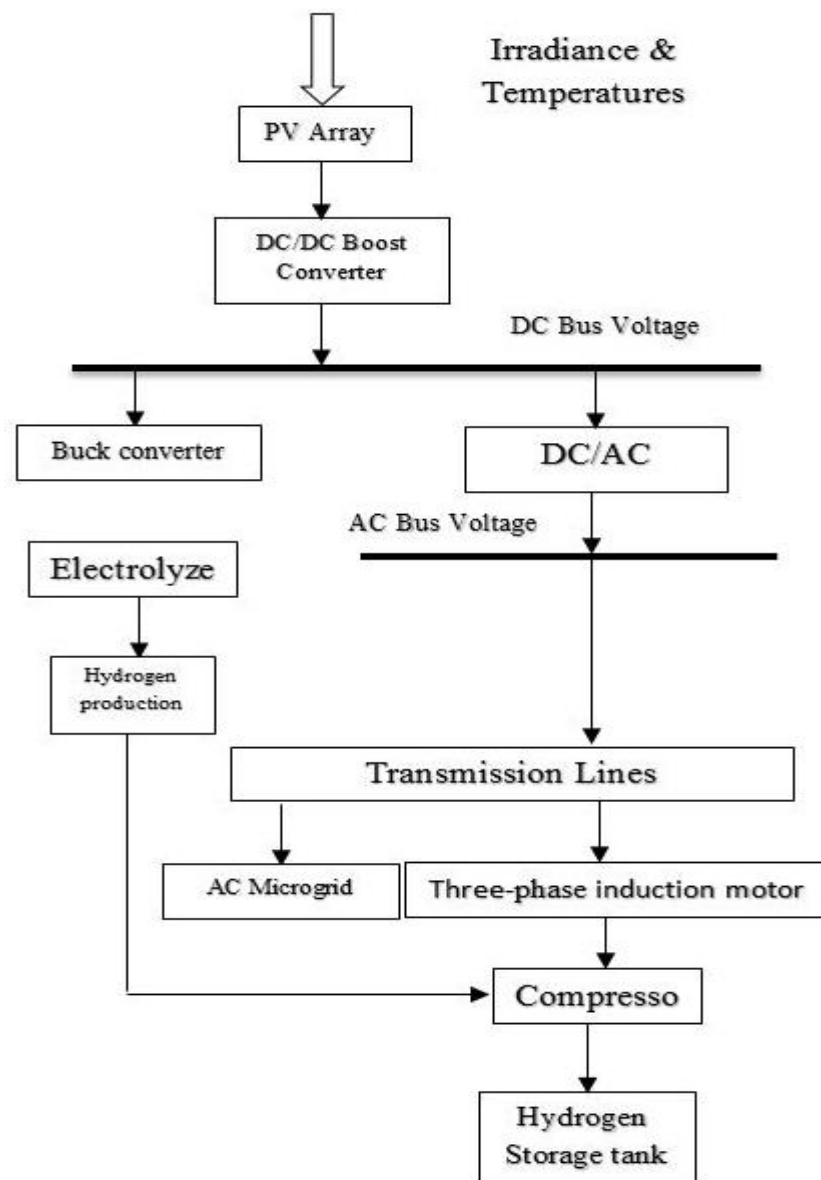 Irradiance &
Temperatures
PV Array
DC/DC Boost
Converter
DC Bus Voltage
Buck converter
DC/AC
AC Bus Voltage
Electrolyze
Hydrogen
production
Transmission Lines
AC Microgrid
Three-phase induction motor
Compresso
Hydrogen
Storage tank